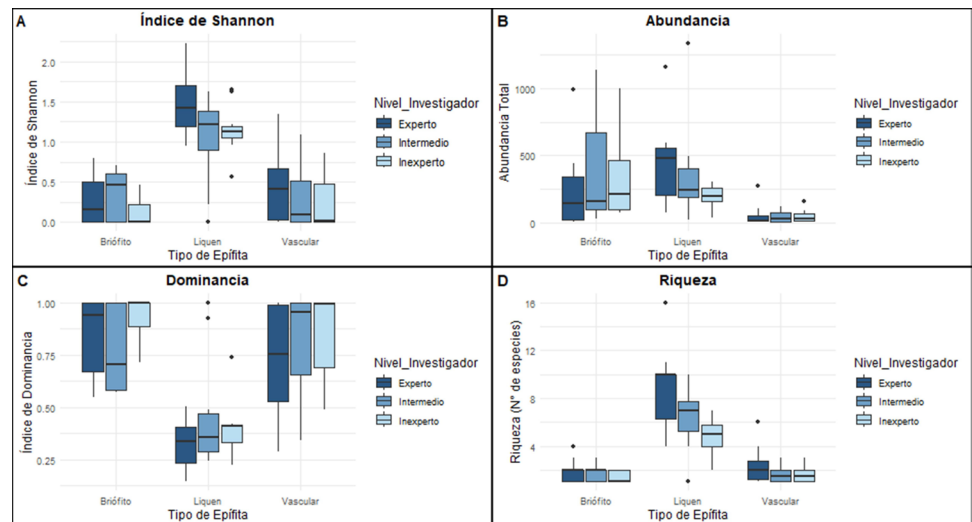 A
Índice de Shannon
Índice de Shannon
2.0
1.5
1.0
0.5
0.0
Briófito
Liquen
Vascular
Tipo de Epífita
Nivel_Investigador
Experto
Intermedio
Inexperto
B
Abundancia
Abundancia Total
1000
500
0
Briófito
Liquen
Vascular
Tipo de Epífita
Nivel_Investigador
Experto
Intermedio
Inexperto
C
Dominancia
Índice de Dominancia
1.00
0.75
0.50
0.25
Briófito
Liquen
Vascular
Tipo de Epífita
Nivel_Investigador
Experto
Intermedio
Inexperto
D
Riqueza
Riqueza (N° de especies)
16
12
8
4
Briófito
Liquen
Vascular
Tipo de Epífita
Nivel_Investigador
Experto
Intermedio
Inexperto